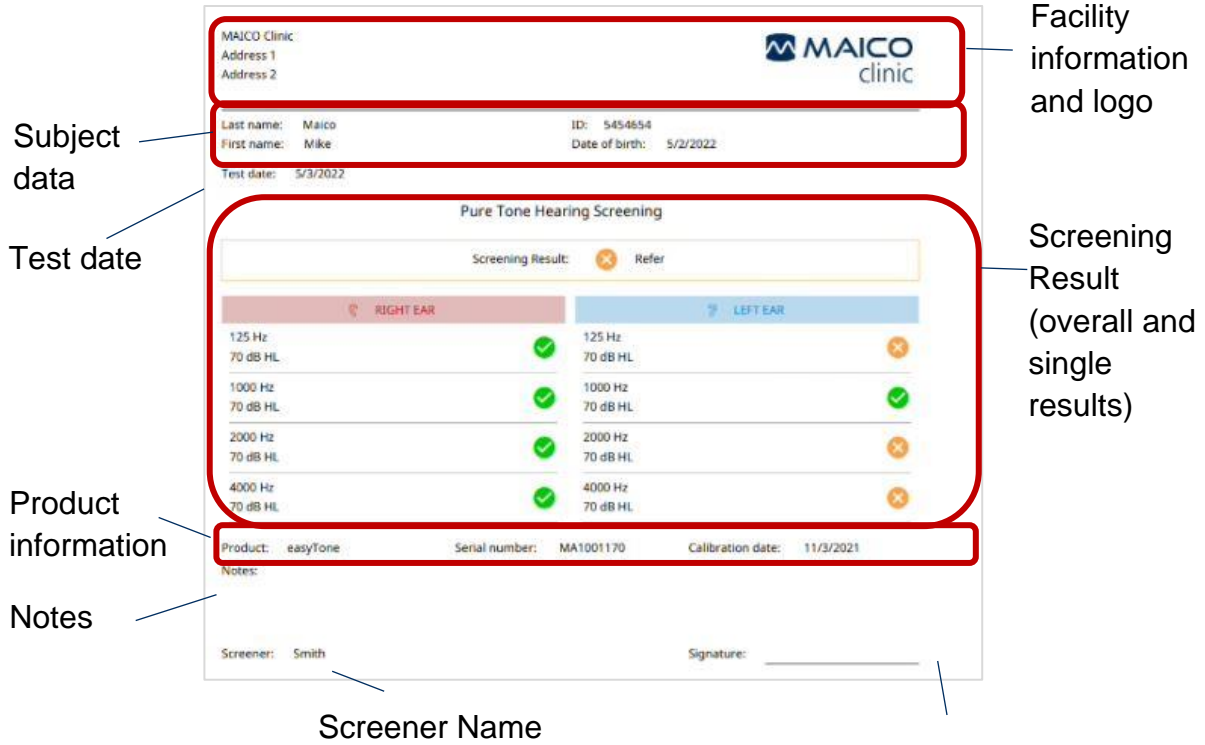 MAICO Clinic
Address 1
Address 2
MAICO
clinic
Facility
information
and logo
Subject
data
Last name: Maico ID: 5454654
First name: Mike Date of birth: 5/2/2022
Test date: 5/3/2022
Test date
Pure Tone Hearing Screening
Screening Result: Refer
Screening
Result
(overall and
single
results)
RIGHT EAR LEFT EAR
125 Hz 125 Hz
70 dB HL 70 dB HL
1000 Hz 1000 Hz
70 dB HL 70 dB HL
2000 Hz 2000 Hz
70 dB HL 70 dB HL
4000 Hz 4000 Hz
70 dB HL 70 dB HL
Product
information
Product: easyTone Serial number: MA1001170 Calibration date: 11/3/2021
Notes:
Notes
Screener: Smith Signature:
Screener Name